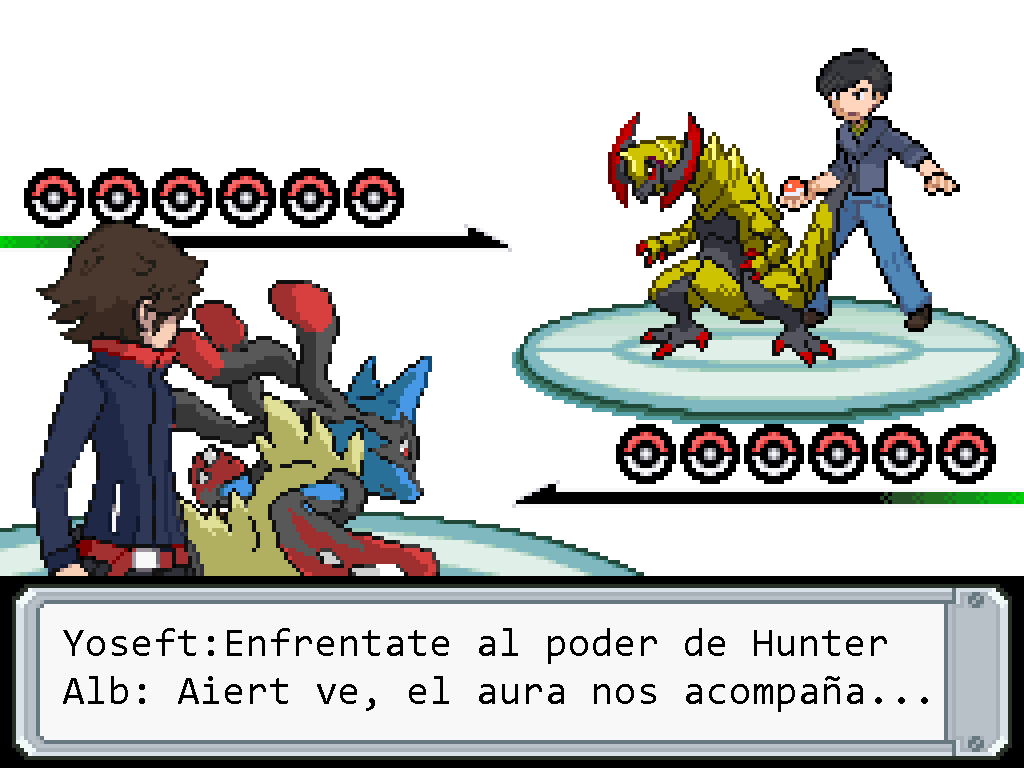 Yoseft:Enfrentate al poder de Hunter
Alb: Aiert ve, el aura nos acompaña...